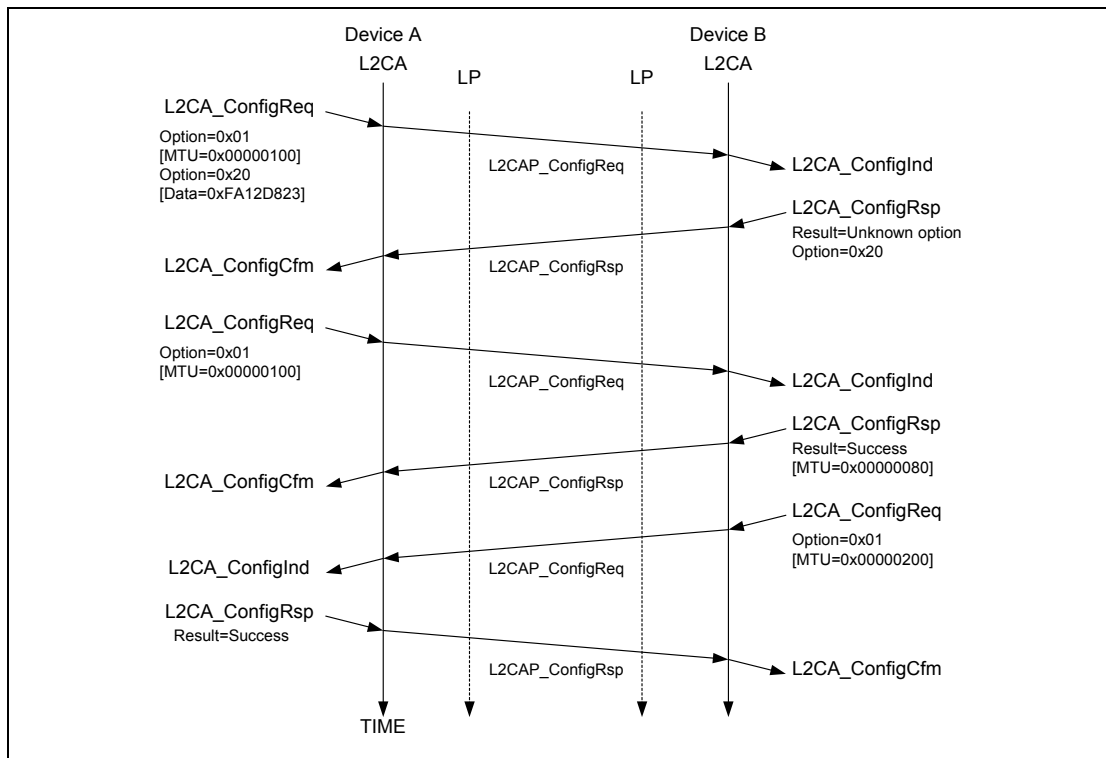 Device A
Device B
L2CA
LP
LP
L2CA
L2CA_ConfigReq
Option=0x01
[MTU=0x00000100]
Option=0x20
[Data=0xFA12D823]
L2CAP_ConfigReq
L2CA_ConfigInd
L2CA_ConfigRsp
Result=Unknown option
Option=0x20
L2CA_ConfigCfm
L2CAP_ConfigRsp
L2CA_ConfigReq
Option=0x01
[MTU=0x00000100]
L2CAP_ConfigReq
L2CA_ConfigInd
L2CA_ConfigRsp
Result=Success
[MTU=0x00000080]
L2CA_ConfigCfm
L2CAP_ConfigRsp
L2CA_ConfigReq
Option=0x01
[MTU=0x00000200]
L2CA_ConfigInd
L2CAP_ConfigReq
L2CA_ConfigRsp
Result=Success
L2CAP_ConfigRsp
L2CA_ConfigCfm
TIME